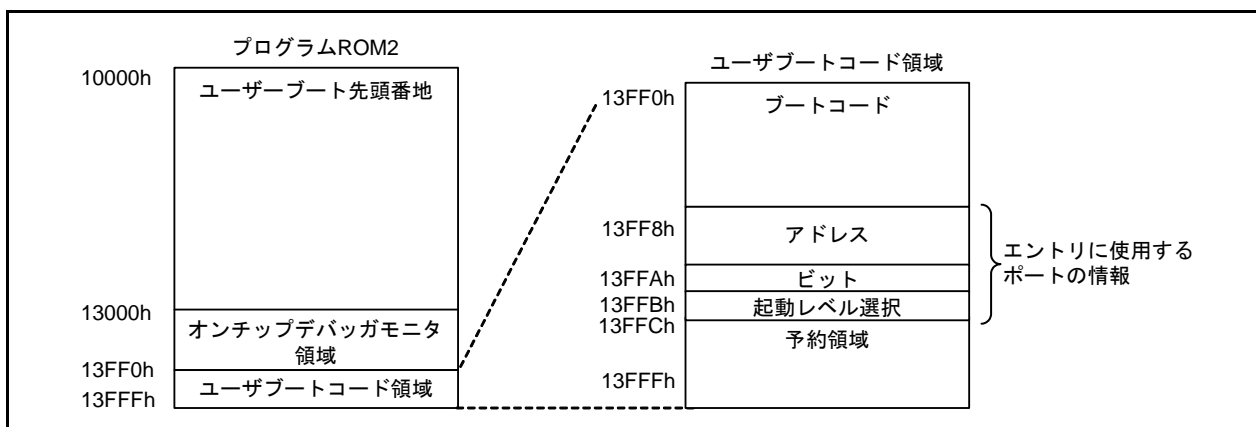 プログラムROM2
10000h
ユーザーブート先頭番地
13000h
オンチップデバッガモニタ
領域
13FF0h
ユーザブートコード領域
13FFFh
ユーザブートコード領域
13FF0h
ブートコード
13FF8h
アドレス
13FFAh
ビット
13FFBh
起動レベル選択
13FFCh
予約領域
13FFFh
エントリに使用する
ポートの情報